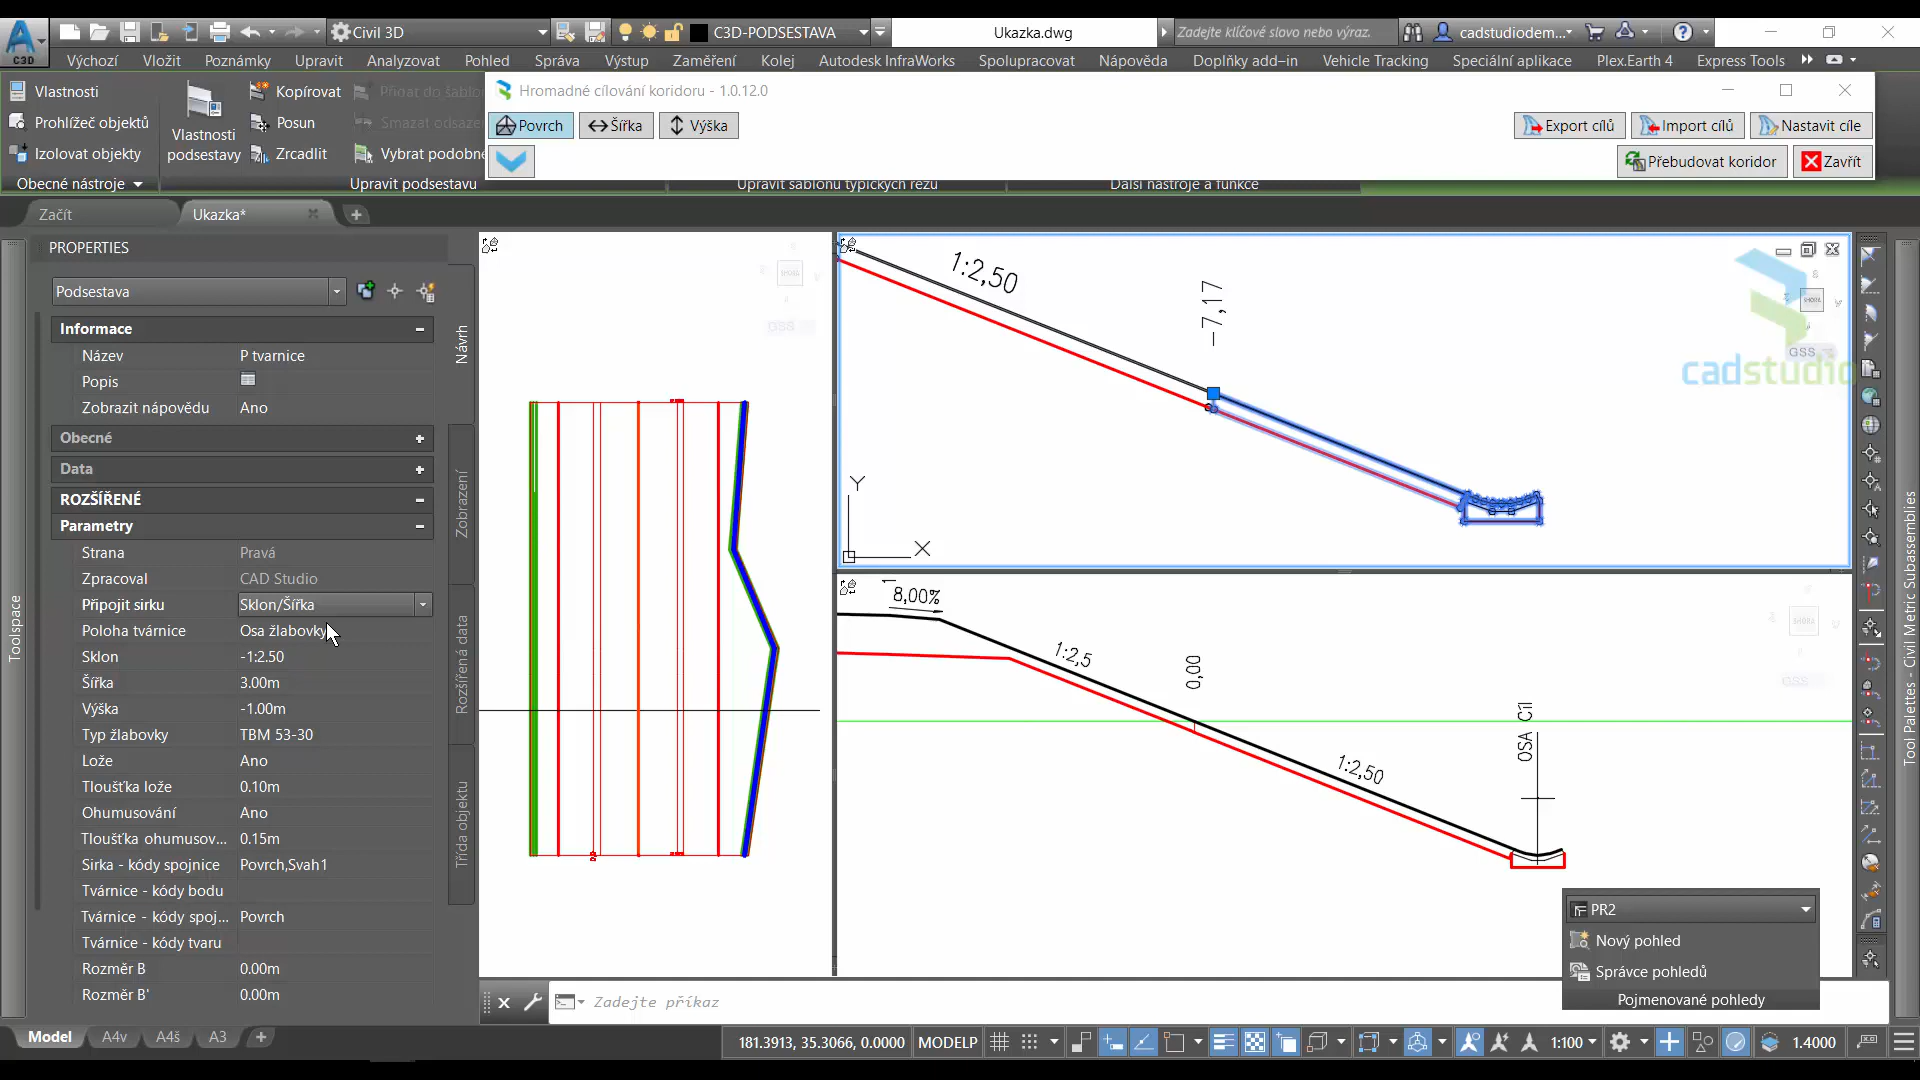 C3D
Civil 3D
C3D-PODSESTAVA
Ukazka.dwg
Zadejte klíčové slovo nebo výraz.
cadstudiodem...
Výchozí
Vložit
Poznámky
Upravit
Analyzovat
Pohled
Správa
Výstup
Zaměření
Kolej
Autodesk InfraWorks
Spolupracovat
Nápověda
Doplňky add-in
Vehicle Tracking
Speciální aplikace
Plex.Earth 4
Express Tools
Vlastnosti
Prohlížeč objektů
Izolovat objekty
Obecné nástroje
Vlastnosti
podsestavy
Kopírovat
Posun
Zrcadlit
Přidat do šablo
Smazat odsaze
Vybrat podobné
Upravit podsestavu
Hromadné cílování koridoru - 1.0.12.0
Povrch
Šířka
Výška
Export cílů
Import cílů
Nastavit cíle
Přebudovat koridor
Zavřít
Upravit šablonu typických řezů
Další nástroje a funkce
Začít
Ukazka*
PROPERTIES
Podsestava
Informace
Název P tvarnice
Popis
Zobrazit nápovědu Ano
Obecné
Data
ROZŠÍŘENÉ
Parametry
Strana Pravá
Zpracoval CAD Studio
Připojit sirku Sklon/Šířka
Poloha tvárnice Osa žlabovky
Sklon -1:2.50
Šířka 3.00m
Výška -1.00m
Typ žlabovky TBM 53-30
Lože Ano
Tloušťka lože 0.10m
Ohumusování Ano
Tloušťka ohumusov... 0.15m
Sirka - kódy spojnice Povrch,Svah1
Tvárnice - kódy bodu
Tvárnice - kódy spoj... Povrch
Tvárnice - kódy tvaru
Rozměr B 0.00m
Rozměr B' 0.00m
Návrh
Zobrazení
Rozšířená data
Třída objektu
Toolspace
GSS
1:2,50
-7,17
Y
X
GSS
cadstudio
8,00%
1:2,5
0,00
1:2,50
OSA Cíl
GSS
Tool Palettes - Civil Metric Subassemblies
PR2
Nový pohled
Správce pohledů
Pojmenované pohledy
Zadejte příkaz
Model
A4v
A4š
A3
181.3913, 35.3066, 0.0000
MODELP
1:100
1.4000